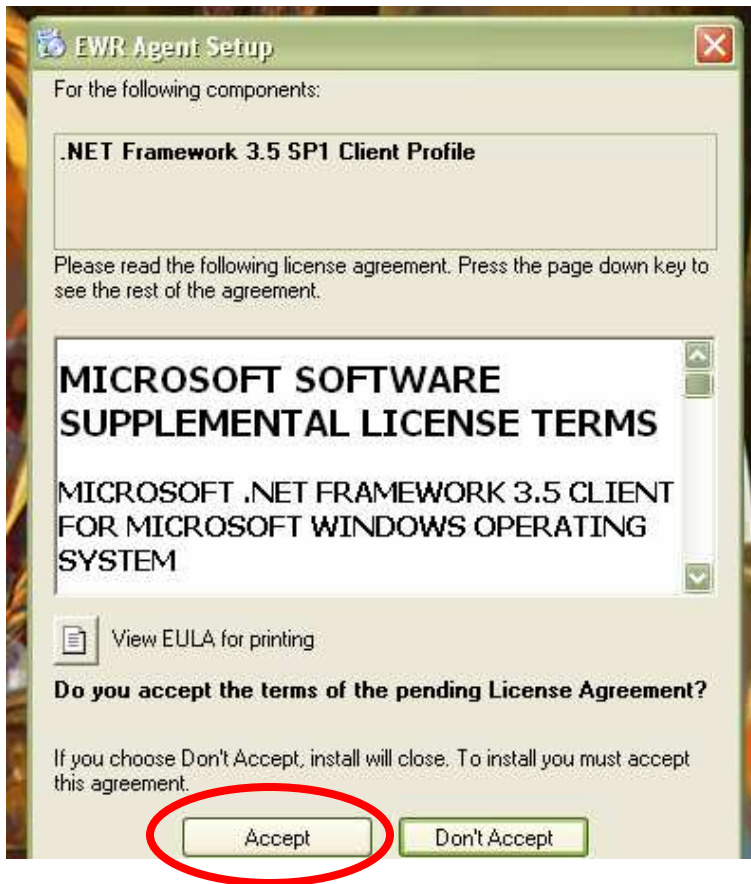 EWR Agent Setup
For the following components:
.NET Framework 3.5 SP1 Client Profile
Please read the following license agreement. Press the page down key to
see the rest of the agreement.
MICROSOFT SOFTWARE
SUPPLEMENTAL LICENSE TERMS
MICROSOFT .NET FRAMEWORK 3.5 CLIENT
FOR MICROSOFT WINDOWS OPERATING
SYSTEM
View EULA for printing
Do you accept the terms of the pending License Agreement?
If you choose Don't Accept, install will close. To install you must accept
this agreement.
Accept Don't Accept